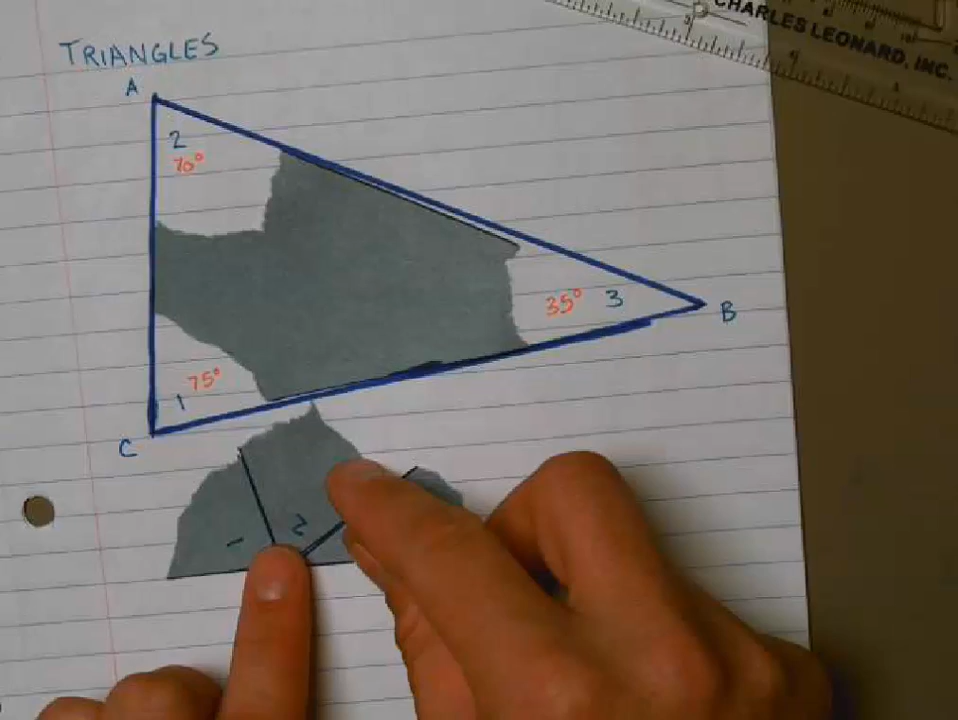 TRIANGLES
CHARLES LEONARD, INC.
A
2
70°
35° 3
B
75°
1
C
1 2